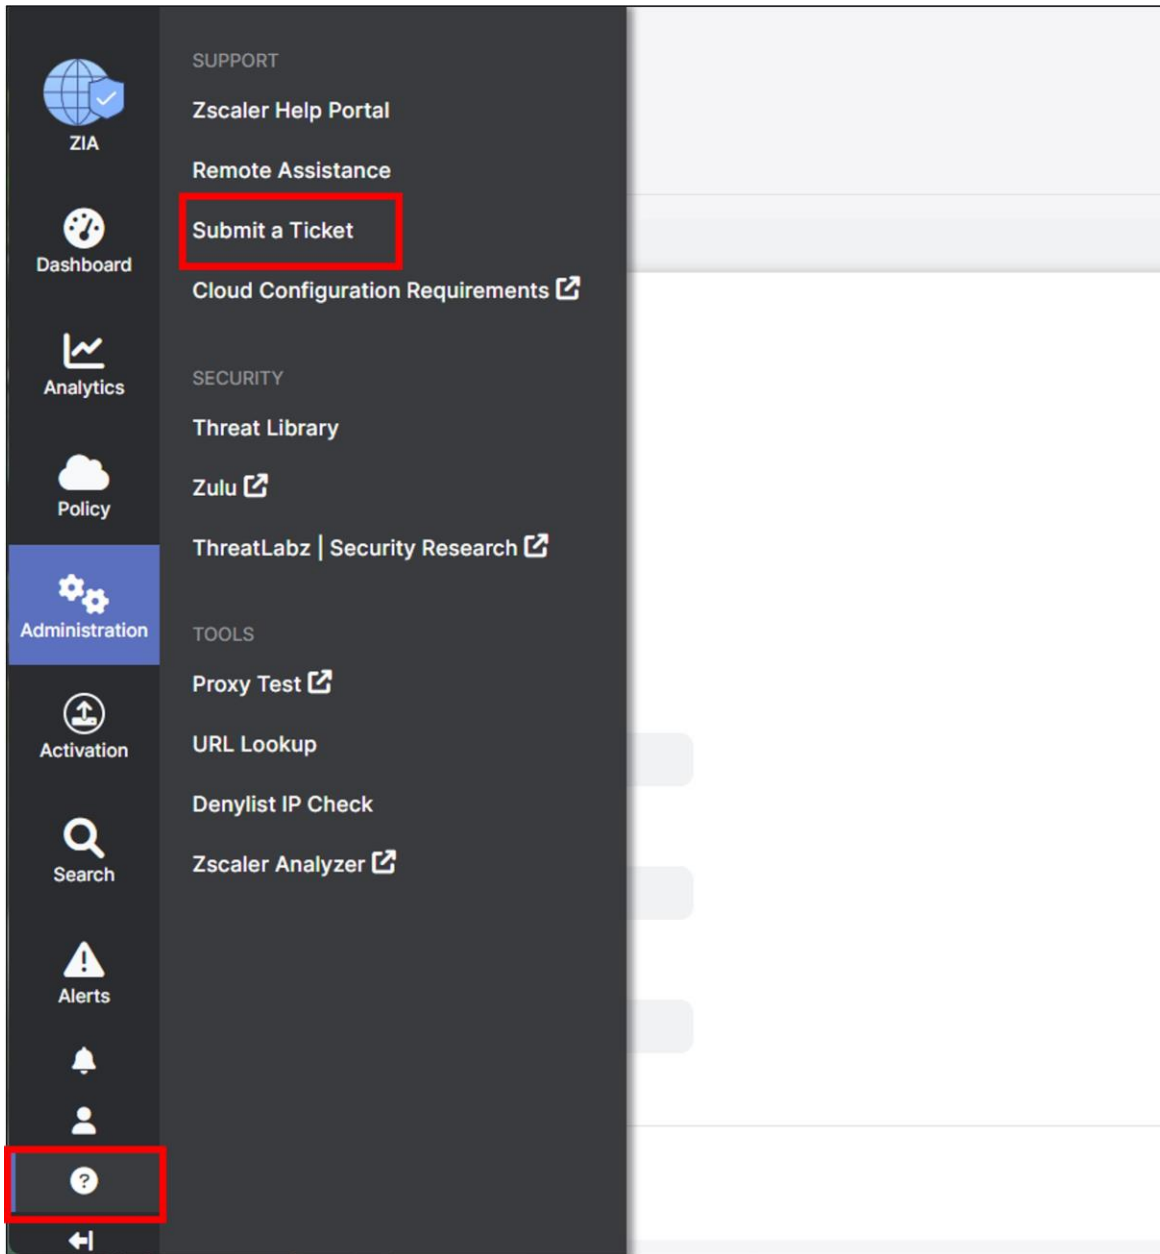 ZIA
Dashboard
Analytics
Policy
Administration
Activation
Search
Alerts
?
SUPPORT
Zscaler Help Portal
Remote Assistance
Submit a Ticket
Cloud Configuration Requirements
SECURITY
Threat Library
Zulu
ThreatLabz | Security Research
TOOLS
Proxy Test
URL Lookup
Denylist IP Check
Zscaler Analyzer